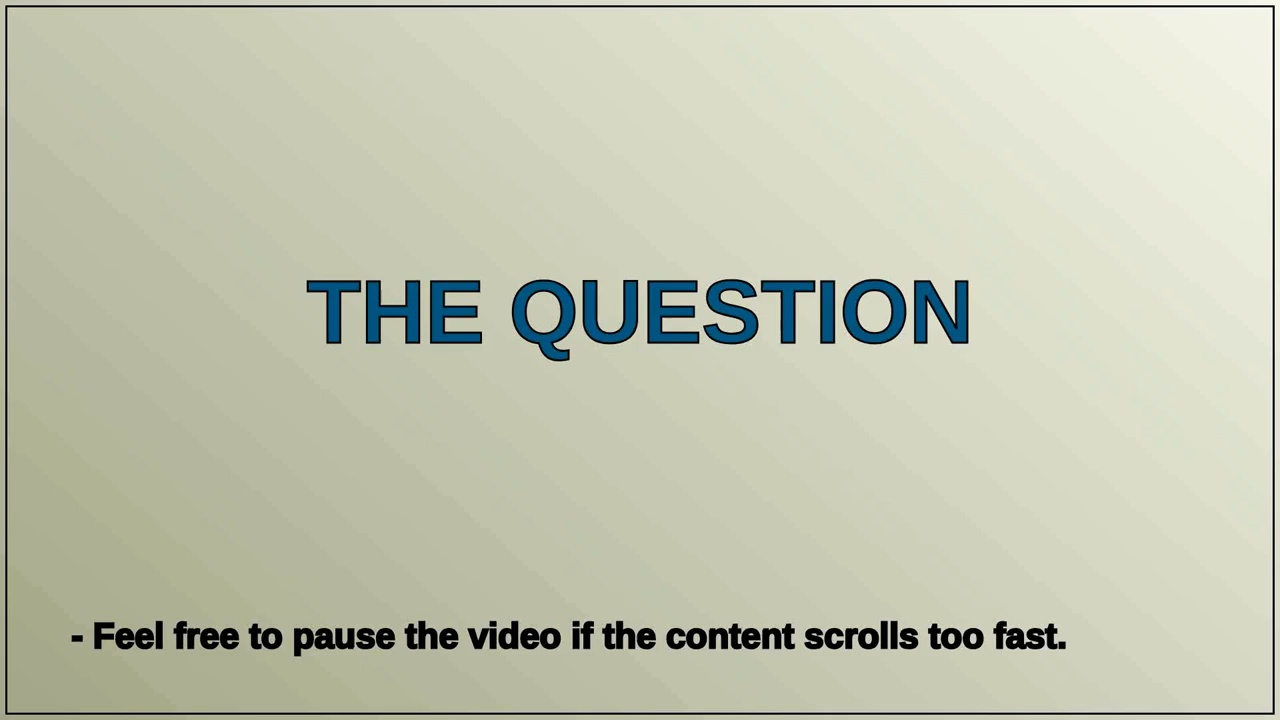 THE QUESTION
- Feel free to pause the video if the content scrolls too fast.